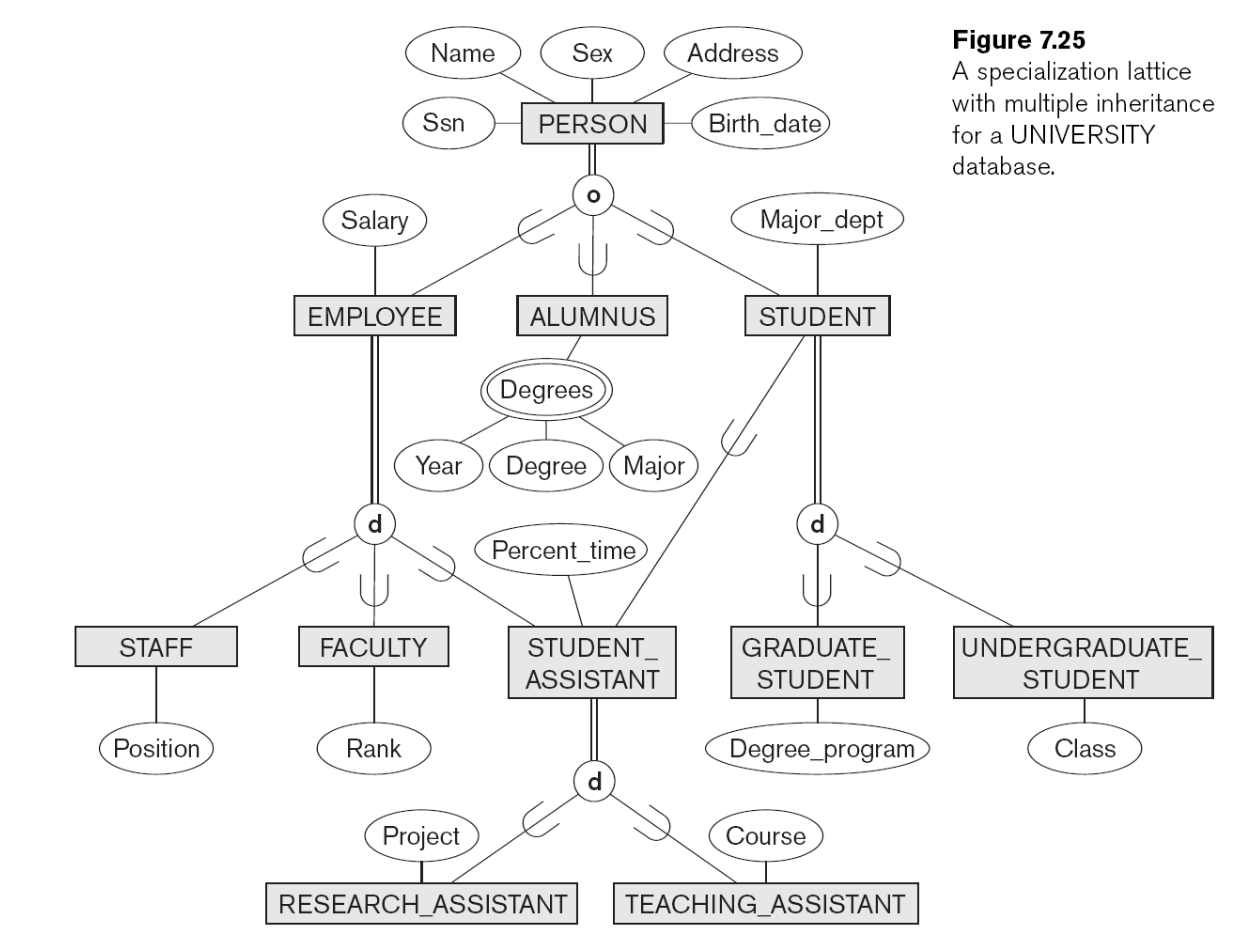 Figure 7.25
A specialization lattice
with multiple inheritance
for a UNIVERSITY
database.
Name
Sex
Address
Ssn
PERSON
Birth_date
o
Salary
Major_dept
EMPLOYEE
ALUMNUS
STUDENT
Degrees
Year
Degree
Major
d
d
Percent_time
STAFF
FACULTY
STUDENT_
ASSISTANT
GRADUATE_
STUDENT
UNDERGRADUATE_
STUDENT
Position
Rank
Degree_program
Class
d
Project
Course
RESEARCH_ASSISTANT
TEACHING_ASSISTANT